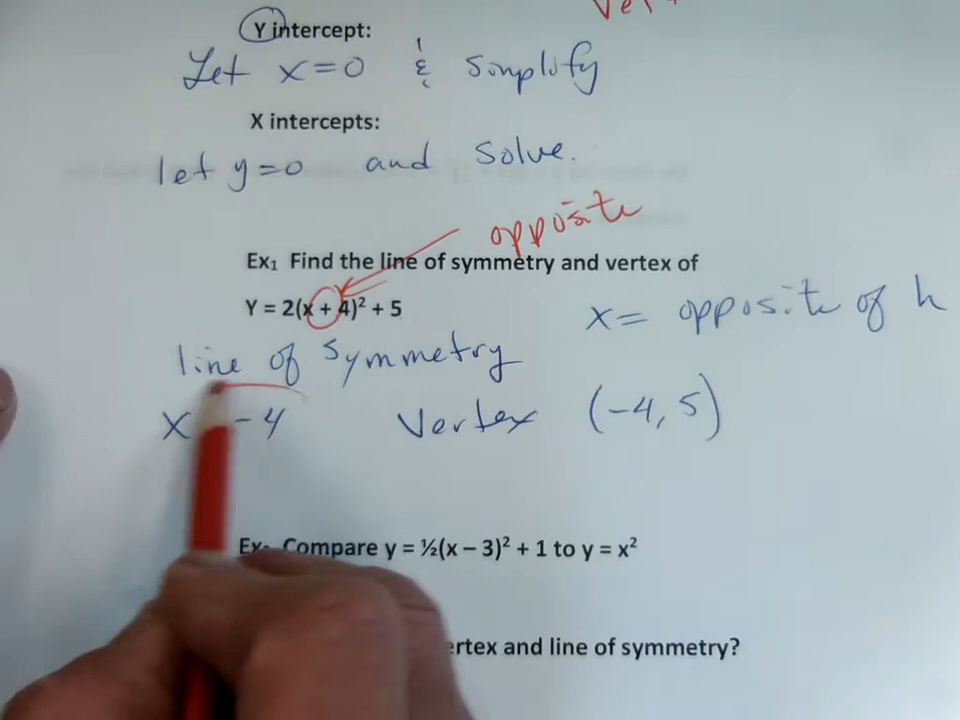 Y intercept:
Let x=0 & simplify
X intercepts:
let y=0 and solve.
opposite
Ex₁ Find the line of symmetry and vertex of
Y = 2(x + 4)² + 5
x = opposite of h
line of symmetry
x -4 Vertex (-4, 5)
Compare y = ½(x – 3)² + 1 to y = x²
and line of symmetry?